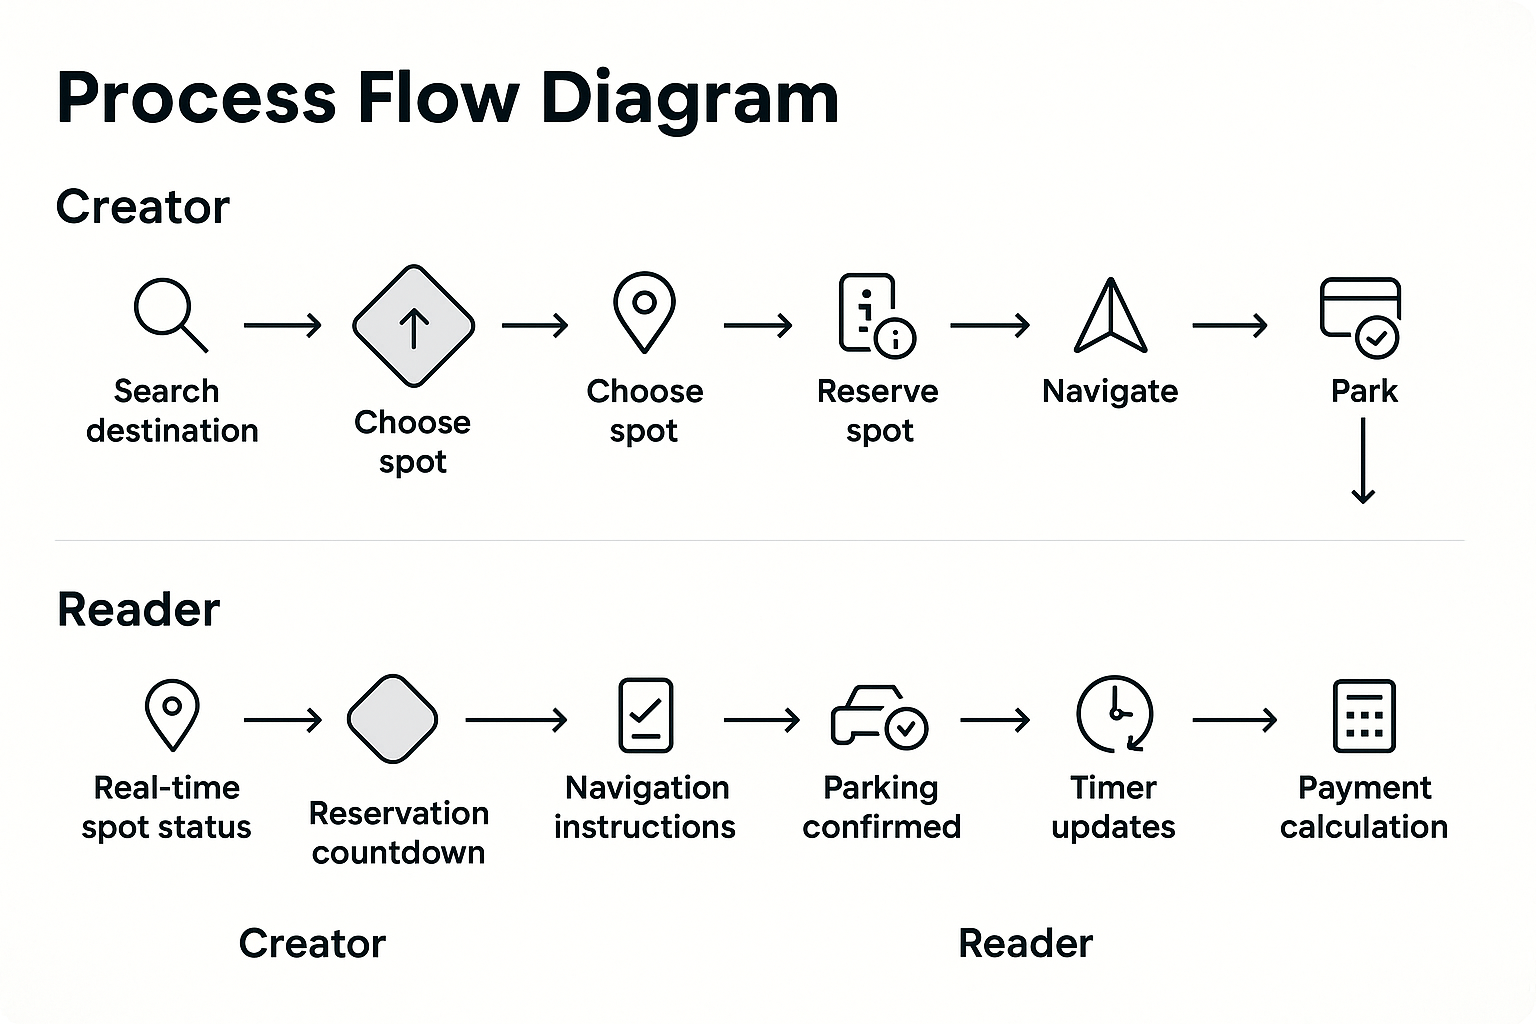 Process Flow Diagram
Creator
Search
destination
Choose
spot
Choose
spot
Reserve
spot
Navigate
Park
Reader
Real-time
spot status
Reservation
countdown
Navigation
instructions
Parking
confirmed
Timer
updates
Payment
calculation
Creator
Reader